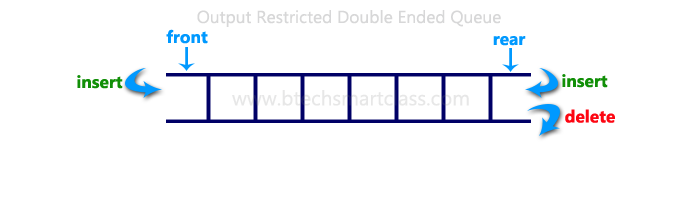 Output Restricted Double Ended Queue
front
rear
insert
insert
www.btechsmartclass.com
delete